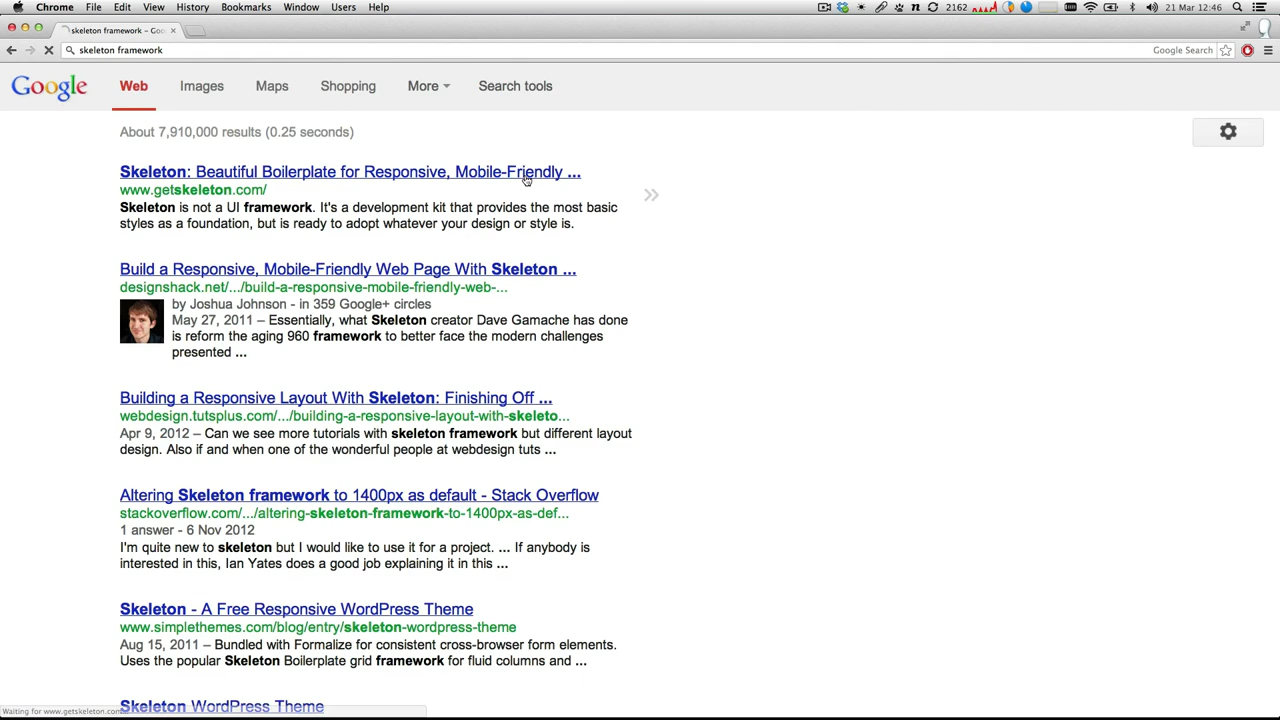 Chrome File Edit View History Bookmarks Window Users Help 2162 21 Mar 12:46
skeleton framework - Goo
skeleton framework Google Search
Google Web Images Maps Shopping More Search tools
About 7,910,000 results (0.25 seconds)
Skeleton: Beautiful Boilerplate for Responsive, Mobile-Friendly ...
www.getskeleton.com/
Skeleton is not a UI framework. It's a development kit that provides the most basic
styles as a foundation, but is ready to adopt whatever your design or style is.
Build a Responsive, Mobile-Friendly Web Page With Skeleton ...
designshack.net/.../build-a-responsive-mobile-friendly-web-...
by Joshua Johnson - in 359 Google+ circles
May 27, 2011 – Essentially, what Skeleton creator Dave Gamache has done
is reform the aging 960 framework to better face the modern challenges
presented ...
Building a Responsive Layout With Skeleton: Finishing Off ...
webdesign.tutsplus.com/.../building-a-responsive-layout-with-skeleto...
Apr 9, 2012 – Can we see more tutorials with skeleton framework but different layout
design. Also if and when one of the wonderful people at webdesign tuts ...
Altering Skeleton framework to 1400px as default - Stack Overflow
stackoverflow.com/.../altering-skeleton-framework-to-1400px-as-def...
1 answer - 6 Nov 2012
I'm quite new to skeleton but I would like to use it for a project. ... If anybody is
interested in this, Ian Yates does a good job explaining it in this ...
Skeleton - A Free Responsive WordPress Theme
www.simplethemes.com/blog/entry/skeleton-wordpress-theme
Aug 15, 2011 – Bundled with Formalize for consistent cross-browser form elements.
Uses the popular Skeleton Boilerplate grid framework for fluid columns and ...
Skeleton WordPress Theme
Waiting for www.getskeleton.com...